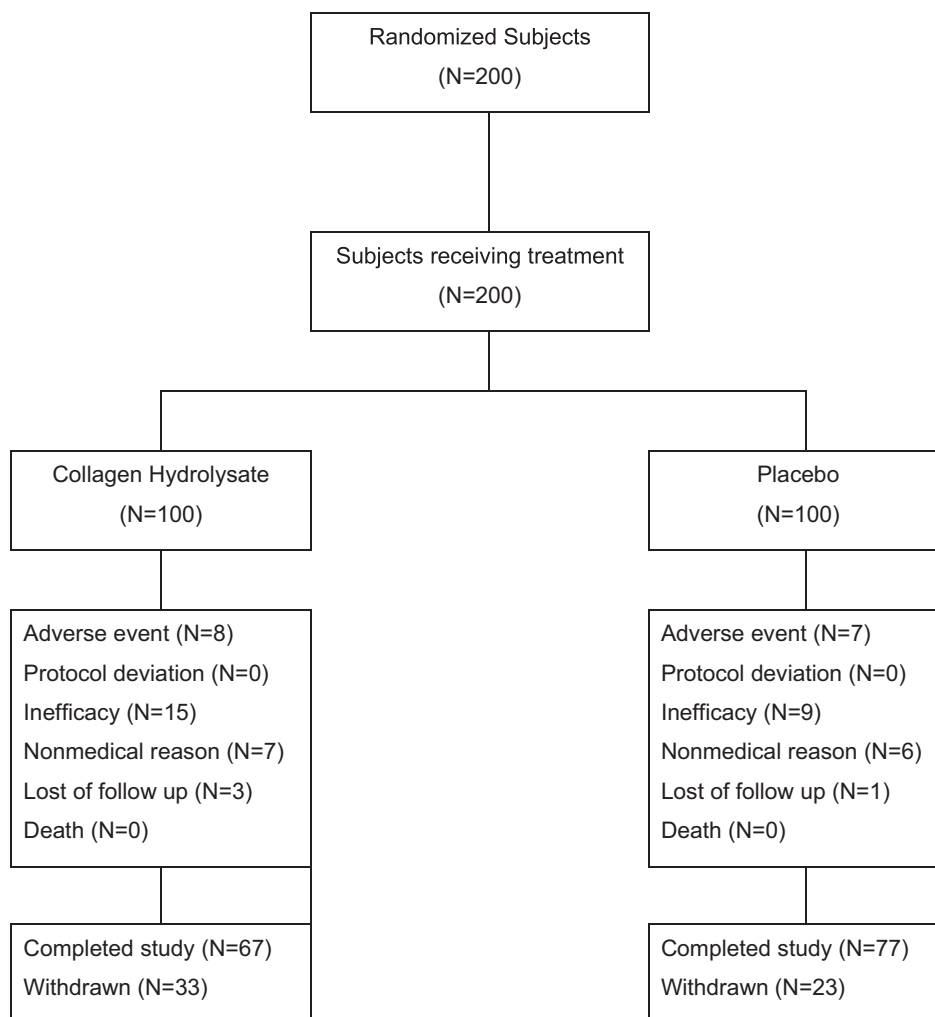 Randomized Subjects
(N=200)
Subjects receiving treatment
(N=200)
Collagen Hydrolysate
(N=100)
Placebo
(N=100)
Adverse event (N=8)
Protocol deviation (N=0)
Inefficacy (N=15)
Nonmedical reason (N=7)
Lost of follow up (N=3)
Death (N=0)
Adverse event (N=7)
Protocol deviation (N=0)
Inefficacy (N=9)
Nonmedical reason (N=6)
Lost of follow up (N=1)
Death (N=0)
Completed study (N=67)
Withdrawn (N=33)
Completed study (N=77)
Withdrawn (N=23)